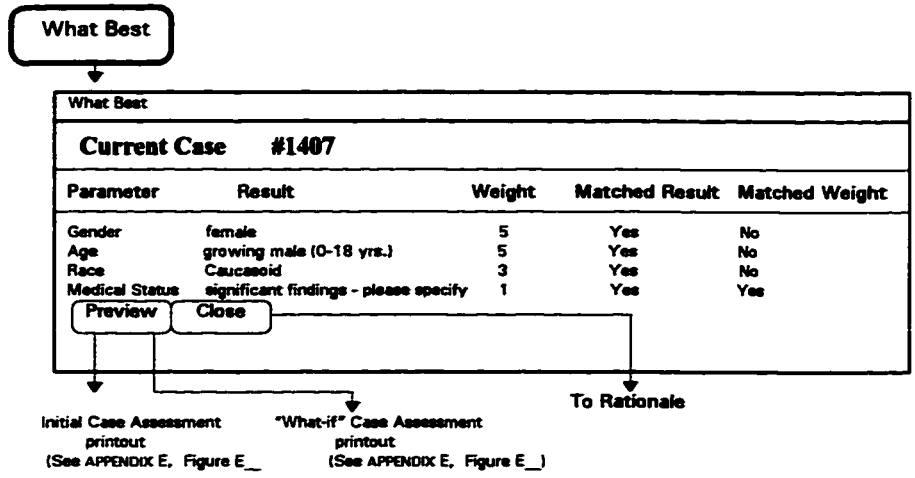 What Best
What Best
Current Case #1407
Parameter Result Weight Matched Result Matched Weight
Gender female 5 Yes No
Age growing male (0-18 yrs.) 5 Yes No
Race Caucasoid 3 Yes No
Medical Status significant findings - please specify 1 Yes Yes
Preview Close
To Rationale
Initial Case Assessment "What-if" Case Assessment
printout printout
(See APPENDIX E, Figure E__ (See APPENDIX E, Figure E__)